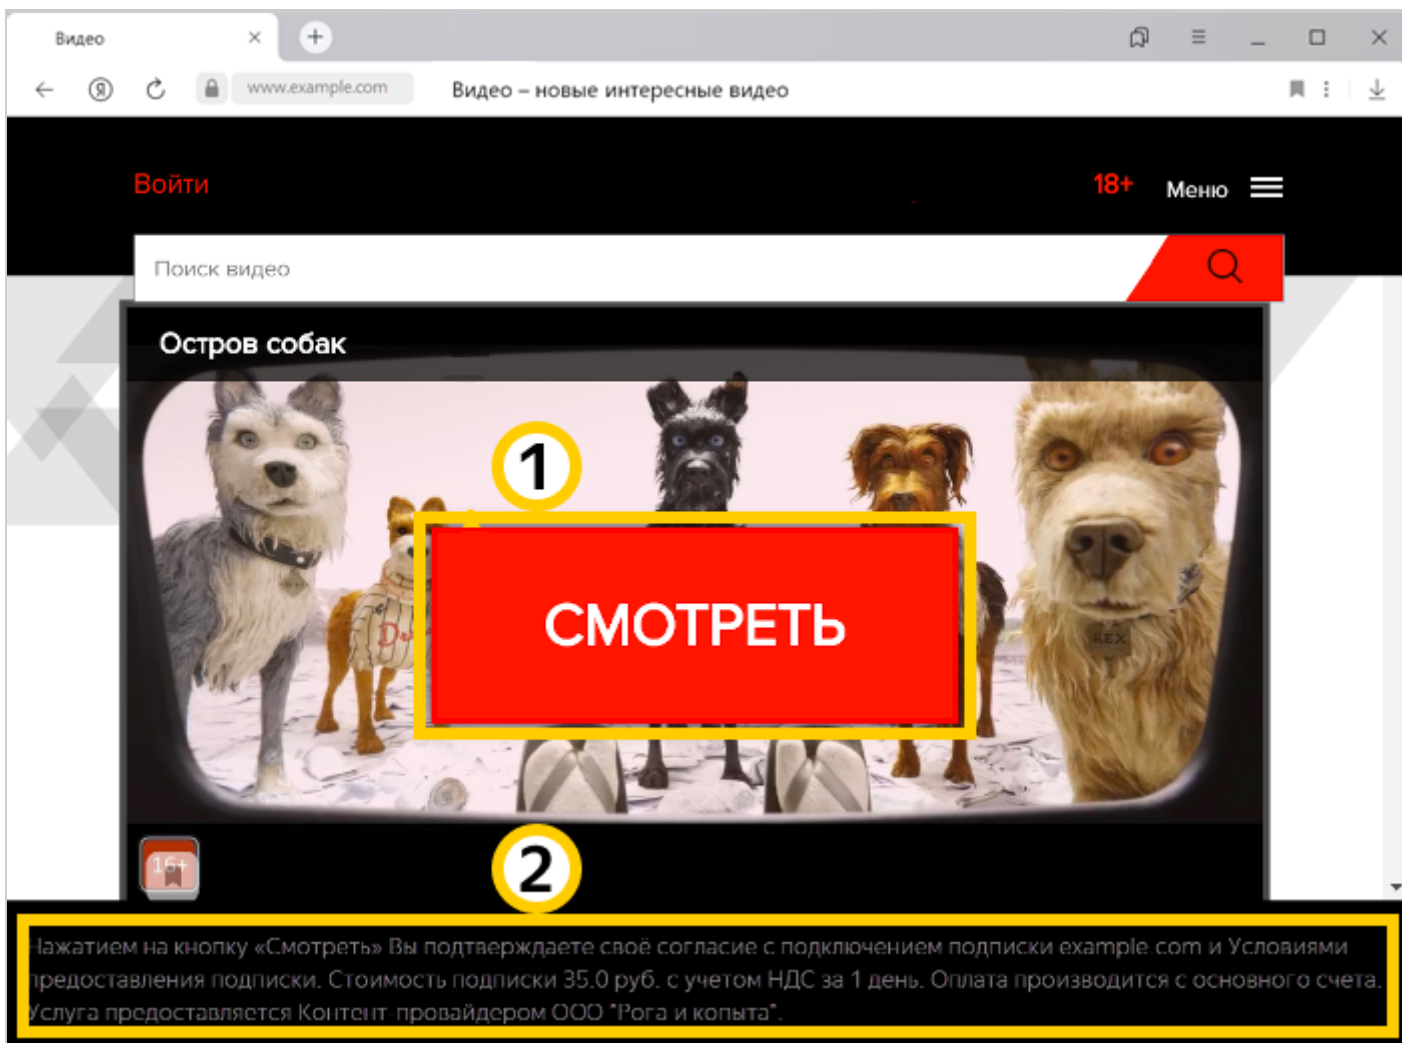 Видео
www.example.com Видео – новые интересные видео
Войти 18+ Меню
Поиск видео
Остров собак
1
СМОТРЕТЬ
REX
2
16+
Нажатием на кнопку «Смотреть» Вы подтверждаете своё согласие с подключением подписки example.com и Условиями
предоставления подписки. Стоимость подписки 35.0 руб. с учетом НДС за 1 день. Оплата производится с основного счета.
Услуга предоставляется Контент-провайдером ООО "Рога и копыта".